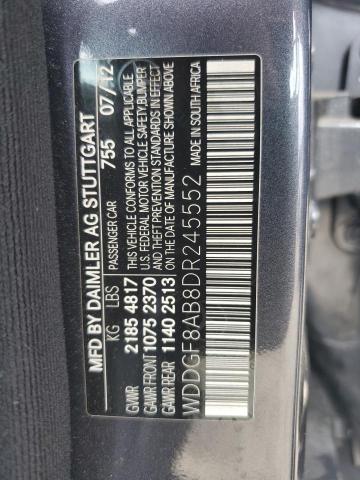 MFD BY DAIMLER AG STUTTGART
PASSENGER CAR 755 07/12
KG LBS
GVWR 2185 4817
GAWR FRONT 1075 2370
GAWR REAR 1140 2513
THIS VEHICLE CONFORMS TO ALL APPLICABLE
U.S. FEDERAL MOTOR VEHICLE SAFETY,BUMPER
AND THEFT PREVENTION STANDARDS IN EFFECT
ON THE DATE OF MANUFACTURE SHOWN ABOVE
WDDGF8AB8DR245552 MADE IN SOUTH AFRICA